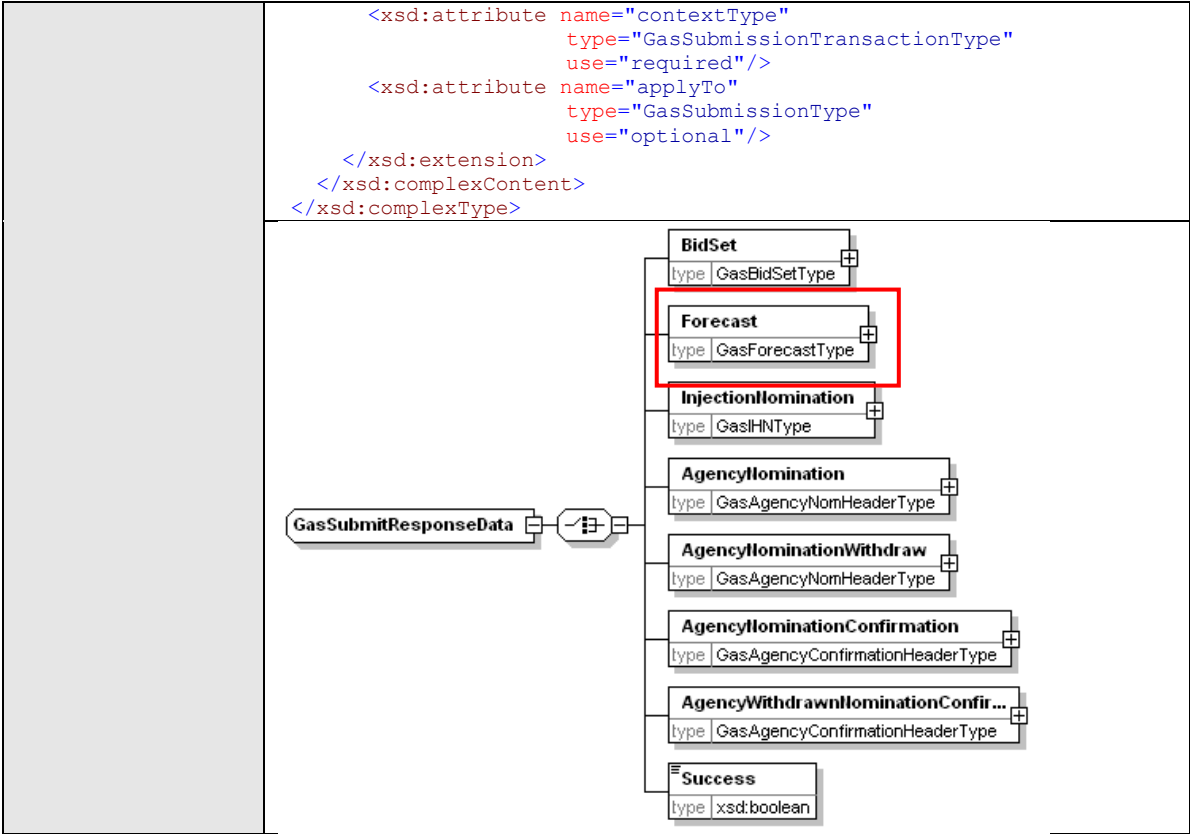 <xsd:attribute name="contextType"
type="GasSubmissionTransactionType"
use="required"/>
<xsd:attribute name="applyTo"
type="GasSubmissionType"
use="optional"/>
</xsd:extension>
</xsd:complexContent>
</xsd:complexType>
BidSet
type GasBidSetType
Forecast
type GasForecastType
InjectionNomination
type GasIHNType
AgencyNomination
type GasAgencyNomHeaderType
GasSubmitResponseData
AgencyNominationWithdraw
type GasAgencyNomHeaderType
AgencyNominationConfirmation
type GasAgencyConfirmationHeaderType
AgencyWithdrawnNominationConfir...
type GasAgencyConfirmationHeaderType
Success
type xsd:boolean